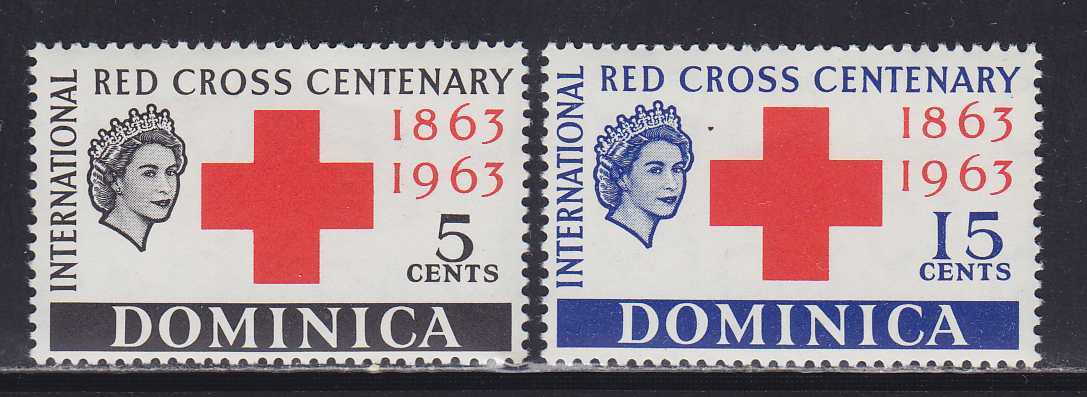 INTERNATIONAL
RED CROSS CENTENARY
1863
1963
5
CENTS
DOMINICA
INTERNATIONAL
RED CROSS CENTENARY
1863
1963
15
CENTS
DOMINICA